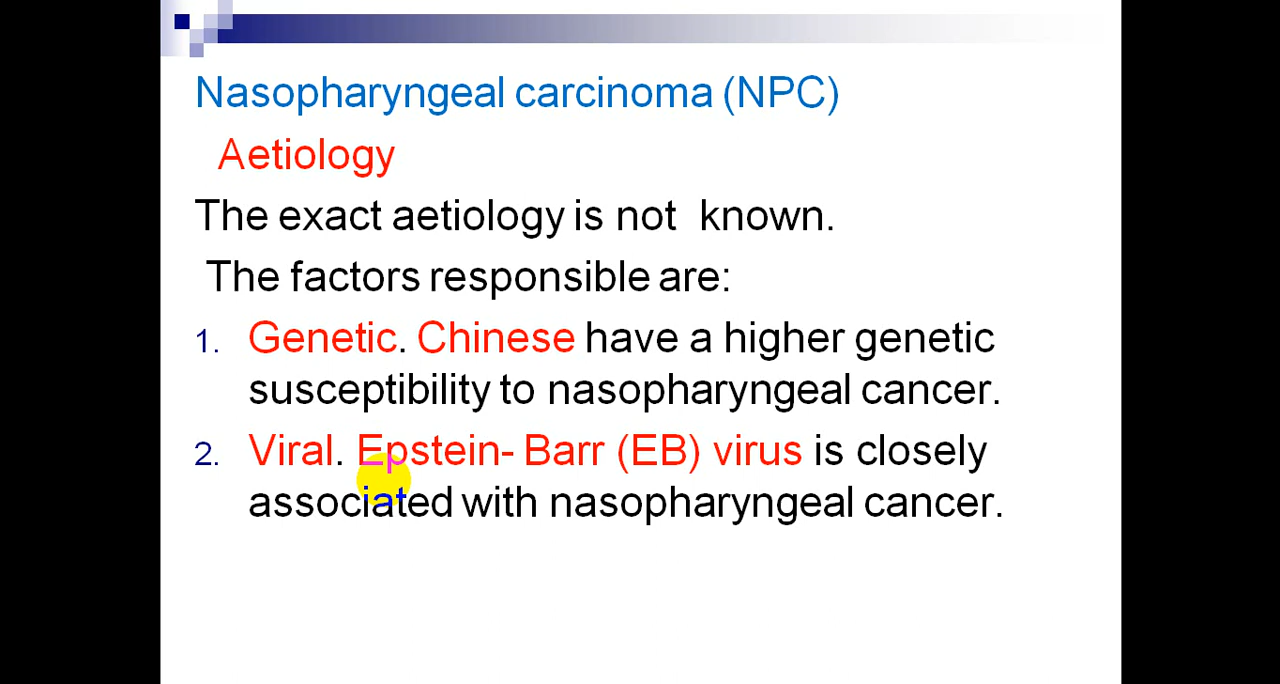 Nasopharyngeal carcinoma (NPC)
Aetiology
The exact aetiology is not  known.
The factors responsible are:
1. Genetic. Chinese have a higher genetic
susceptibility to nasopharyngeal cancer.
2. Viral. Epstein- Barr (EB) virus is closely
associated with nasopharyngeal cancer.